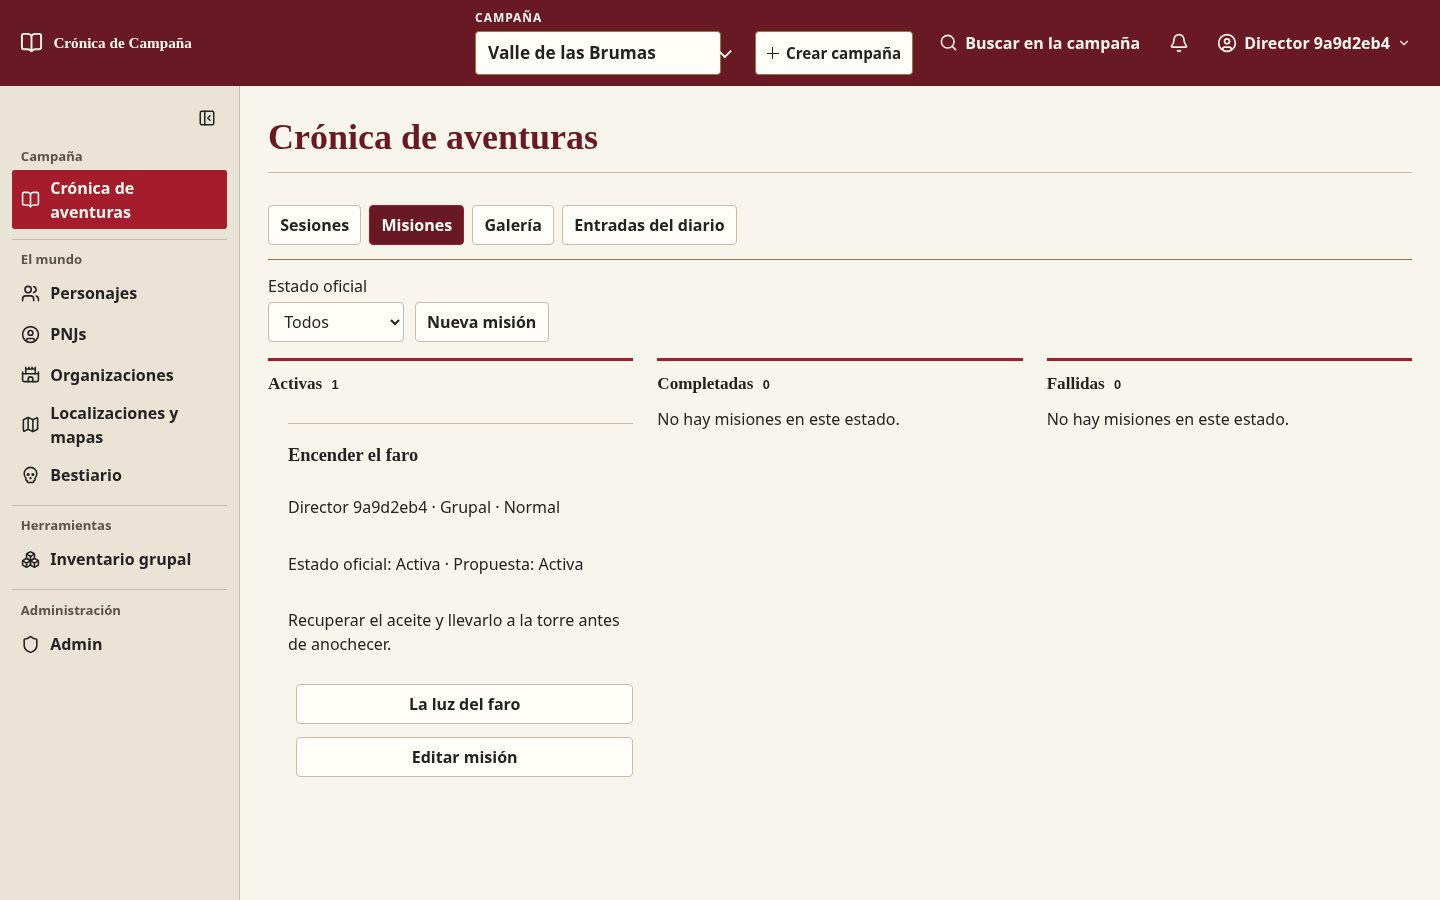 Crónica de Campaña
CAMPAÑA
Valle de las Brumas
Crear campaña
Buscar en la campaña
Director 9a9d2eb4
Campaña
Crónica de
aventuras
El mundo
Personajes
PNJs
Organizaciones
Localizaciones y
mapas
Bestiario
Herramientas
Inventario grupal
Administración
Admin
Crónica de aventuras
Sesiones
Misiones
Galería
Entradas del diario
Estado oficial
Todos
Nueva misión
Activas 1
Encender el faro
Director 9a9d2eb4 · Grupal · Normal
Estado oficial: Activa · Propuesta: Activa
Recuperar el aceite y llevarlo a la torre antes
de anochecer.
La luz del faro
Editar misión
Completadas 0
No hay misiones en este estado.
Fallidas 0
No hay misiones en este estado.